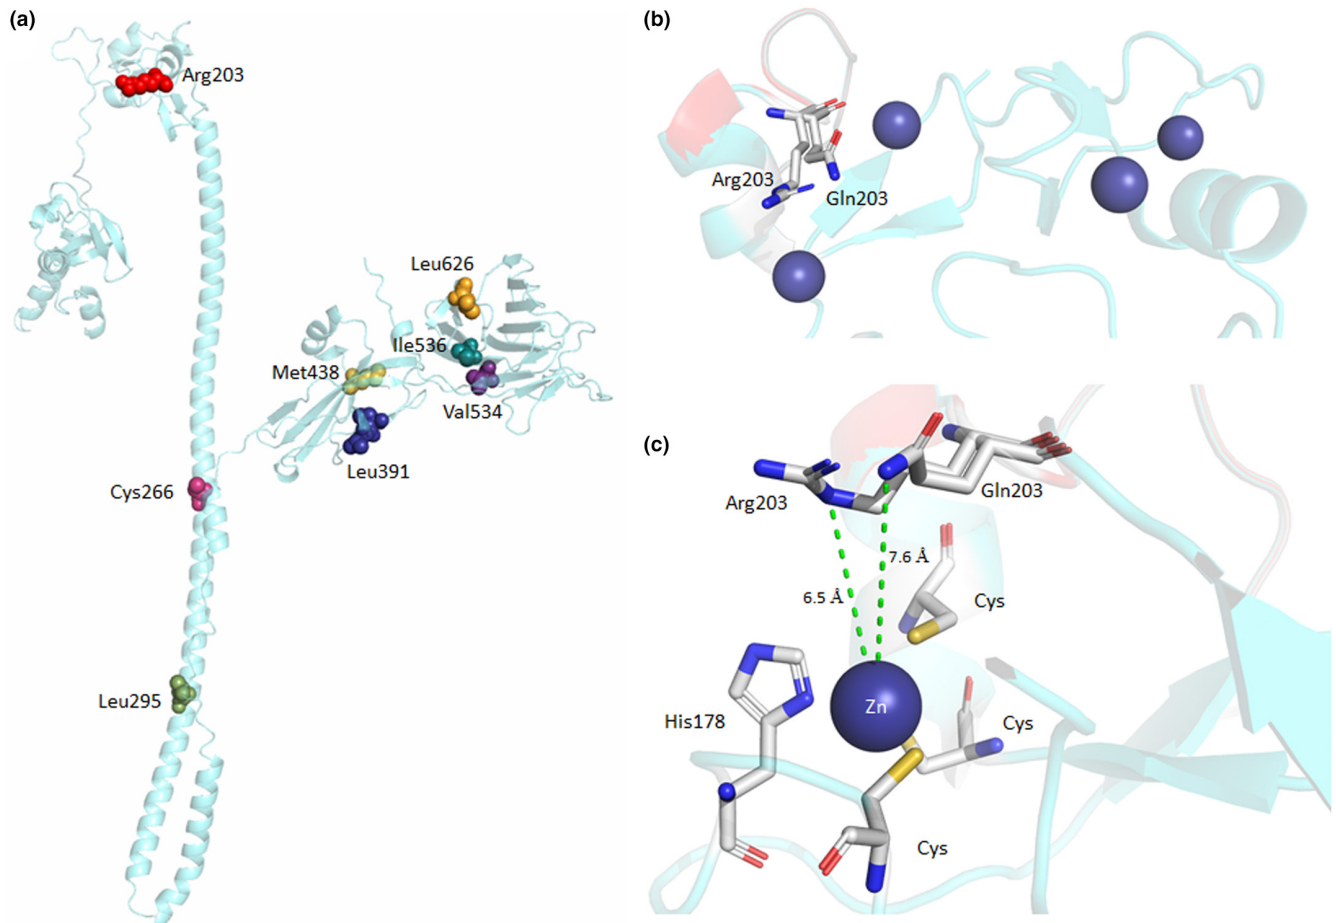 (a)
Arg203
Leu626
Ile536
Met438
Val534
Leu391
Cys266
Leu295
(b)
Arg203
Gln203
(c)
Arg203
Gln203
7.6 Å
6.5 Å
Cys
Zn
His178
Cys
Cys